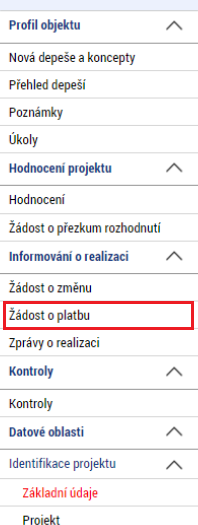 Profil objektu
Nová depeše a koncepty
Přehled depeší
Poznámky
Úkoly
Hodnocení projektu
Hodnocení
Žádost o přezkum rozhodnutí
Informování o realizaci
Žádost o změnu
Žádost o platbu
Zprávy o realizaci
Kontroly
Kontroly
Datové oblasti
Identifikace projektu
Základní údaje
Projekt